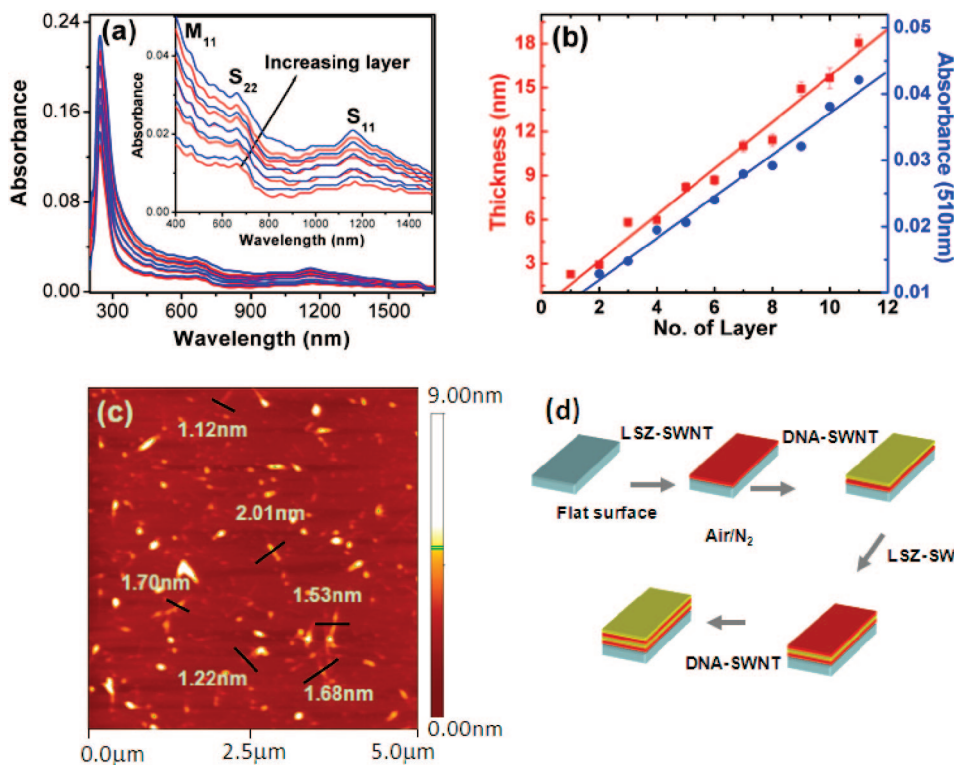 (a)
0.24
0.16
0.08
0.00
Absorbance
300 600 900 1200 1500
Wavelength (nm)
M11
S22
Increasing layer
S11
0.04
0.02
0.00
Absorbance
400 600 800 1000 1200 1400
Wavelength (nm)
(b)
18
15
12
9
6
3
Thickness (nm)
0.05
0.04
0.03
0.02
0.01
Absorbance (510nm)
0 2 4 6 8 10 12
No. of Layer
(c)
1.12nm
2.01nm
1.70nm
1.53nm
1.22nm
1.68nm
9.00nm
0.00nm
0.0μm 2.5μm 5.0μm
(d)
LSZ-SWNT
DNA-SWNT
Flat surface
Air/N2
LSZ-SW
DNA-SWNT